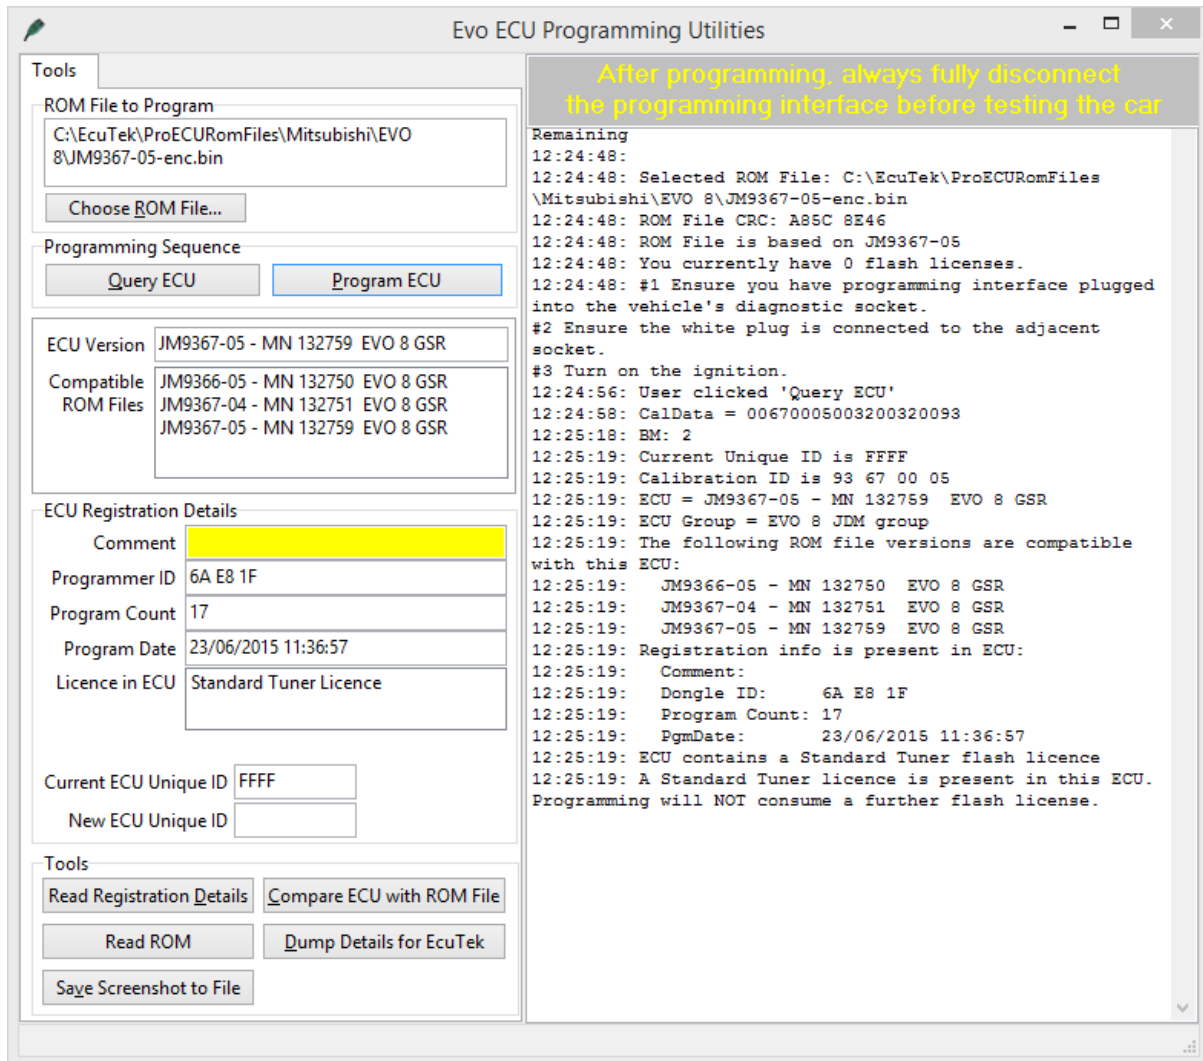 Evo ECU Programming Utilities
Tools
ROM File to Program
C:\EcuTek\ProECURomFiles\Mitsubishi\EVO
8\JM9367-05-enc.bin
Choose ROM File...
Programming Sequence
Query ECU
Program ECU
ECU Version JM9367-05 - MN 132759  EVO 8 GSR
Compatible ROM Files
JM9366-05 - MN 132750  EVO 8 GSR
JM9367-04 - MN 132751  EVO 8 GSR
JM9367-05 - MN 132759  EVO 8 GSR
ECU Registration Details
Comment
Programmer ID 6A E8 1F
Program Count 17
Program Date 23/06/2015 11:36:57
Licence in ECU Standard Tuner Licence
Current ECU Unique ID FFFF
New ECU Unique ID
Tools
Read Registration Details
Compare ECU with ROM File
Read ROM
Dump Details for EcuTek
Save Screenshot to File
After programming, always fully disconnect
the programming interface before testing the car
Remaining
12:24:48:
12:24:48: Selected ROM File: C:\EcuTek\ProECURomFiles
\Mitsubishi\EVO 8\JM9367-05-enc.bin
12:24:48: ROM File CRC: A85C 8E46
12:24:48: ROM File is based on JM9367-05
12:24:48: You currently have 0 flash licenses.
12:24:48: #1 Ensure you have programming interface plugged
into the vehicle's diagnostic socket.
#2 Ensure the white plug is connected to the adjacent
socket.
#3 Turn on the ignition.
12:24:56: User clicked 'Query ECU'
12:24:58: CalData = 00670005003200320093
12:25:18: BM: 2
12:25:19: Current Unique ID is FFFF
12:25:19: Calibration ID is 93 67 00 05
12:25:19: ECU = JM9367-05 - MN 132759  EVO 8 GSR
12:25:19: ECU Group = EVO 8 JDM group
12:25:19: The following ROM file versions are compatible
with this ECU:
12:25:19:   JM9366-05 - MN 132750  EVO 8 GSR
12:25:19:   JM9367-04 - MN 132751  EVO 8 GSR
12:25:19:   JM9367-05 - MN 132759  EVO 8 GSR
12:25:19: Registration info is present in ECU:
12:25:19:   Comment:
12:25:19:   Dongle ID:     6A E8 1F
12:25:19:   Program Count: 17
12:25:19:   PgmDate:       23/06/2015 11:36:57
12:25:19: ECU contains a Standard Tuner flash licence
12:25:19: A Standard Tuner licence is present in this ECU.
Programming will NOT consume a further flash license.